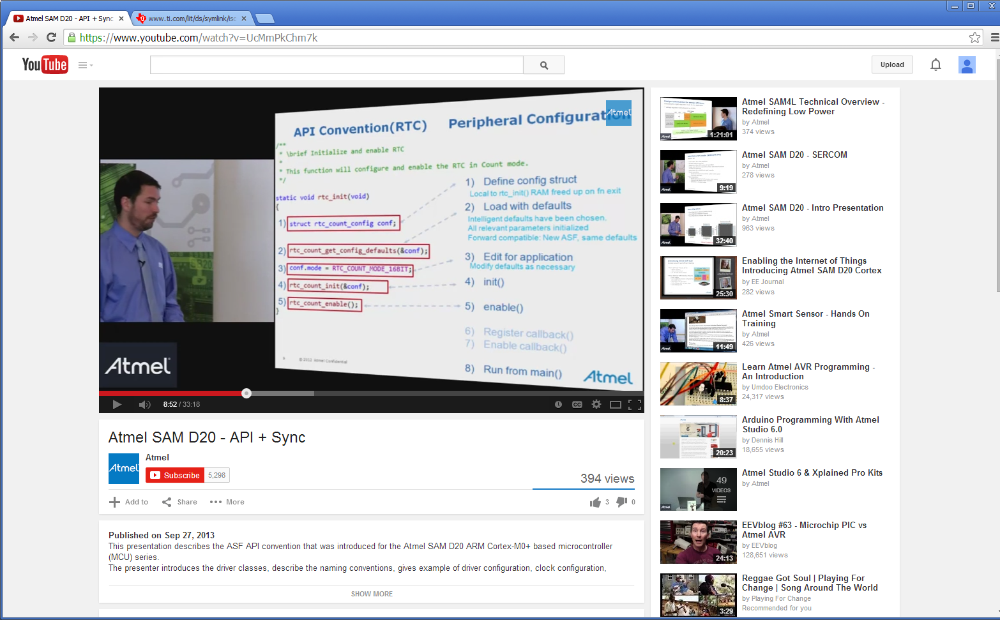 Atmel SAM D20 - API + Sync
www.ti.com/lit/ds/symlink/iso
https://www.youtube.com/watch?v=UcMmPkChm7k
YouTube
Upload
Atmel
API Convention(RTC)
Peripheral Configuration
/**
* \brief Initialize and enable RTC
*
* This function will configure and enable the RTC in Count mode.
*/
static void rtc_init(void)
{
1) struct rtc_count_config conf;
2) rtc_count_get_config_defaults(&conf);
3) conf.mode = RTC_COUNT_MODE_16BIT;
4) rtc_count_init(&conf);
5) rtc_count_enable();
}
1) Define config struct
Local to rtc_init() RAM freed up on fn exit
2) Load with defaults
Intelligent defaults have been chosen.
All relevant parameters initialized
Forward compatible: New ASF, same defaults
3) Edit for application
Modify defaults as necessary
4) init()
5) enable()
6) Register callback()
7) Enable callback()
8) Run from main()
© 2012 Atmel Confidential
Atmel
Atmel
8:52 / 33:18
CC
Atmel SAM D20 - API + Sync
Atmel
Atmel
Subscribe 5,298
394 views
Add to
Share
More
3
0
Published on Sep 27, 2013
This presentation describes the ASF API convention that was introduced for the Atmel SAM D20 ARM Cortex-M0+ based microcontroller
(MCU) series.
The presenter introduces the driver classes, describe the naming conventions, gives example of driver configuration, clock configuration,
SHOW MORE
1:21:01
Atmel SAM4L Technical Overview -
Redefining Low Power
by Atmel
374 views
9:19
Atmel SAM D20 - SERCOM
by Atmel
278 views
32:40
Atmel SAM D20 - Intro Presentation
by Atmel
963 views
25:30
Enabling the Internet of Things
Introducing Atmel SAM D20 Cortex
by EE Journal
282 views
11:49
Atmel Smart Sensor - Hands On
Training
by Atmel
426 views
8:37
Learn Atmel AVR Programming -
An Introduction
by Umdoo Electronics
24,317 views
20:23
Arduino Programming With Atmel
Studio 6.0
by Dennis Hill
18,655 views
49
VIDEOS
Atmel Studio 6 & Xplained Pro Kits
by Atmel
24:13
EEVblog #63 - Microchip PIC vs
Atmel AVR
by EEVblog
128,651 views
3:29
Reggae Got Soul | Playing For
Change | Song Around The World
by Playing For Change
Recommended for you